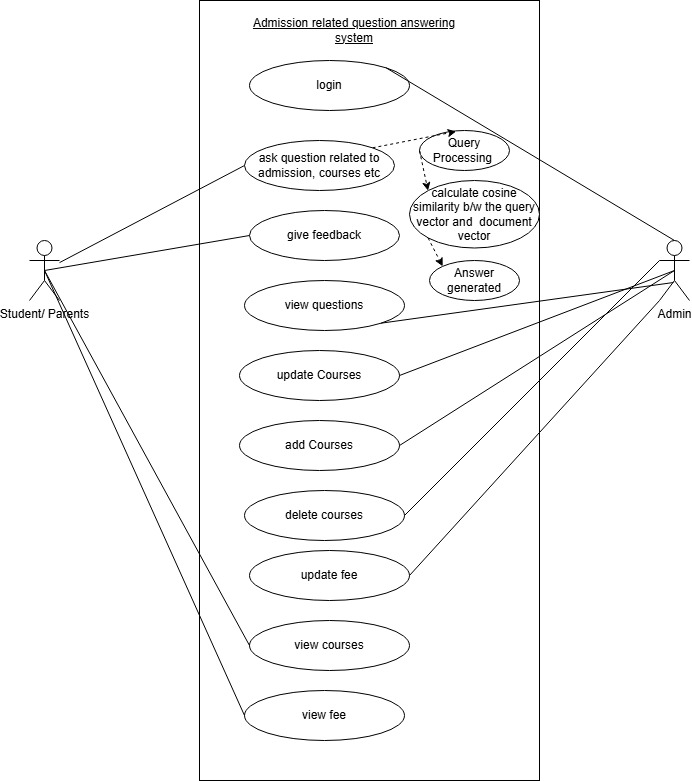 Admission related question answering
system
login
ask question related to
admission, courses etc
Query
Processing
calculate cosine
similarity b/w the query
vector and document
vector
give feedback
Answer
generated
view questions
Student/ Parents
Admin
update Courses
add Courses
delete courses
update fee
view courses
view fee